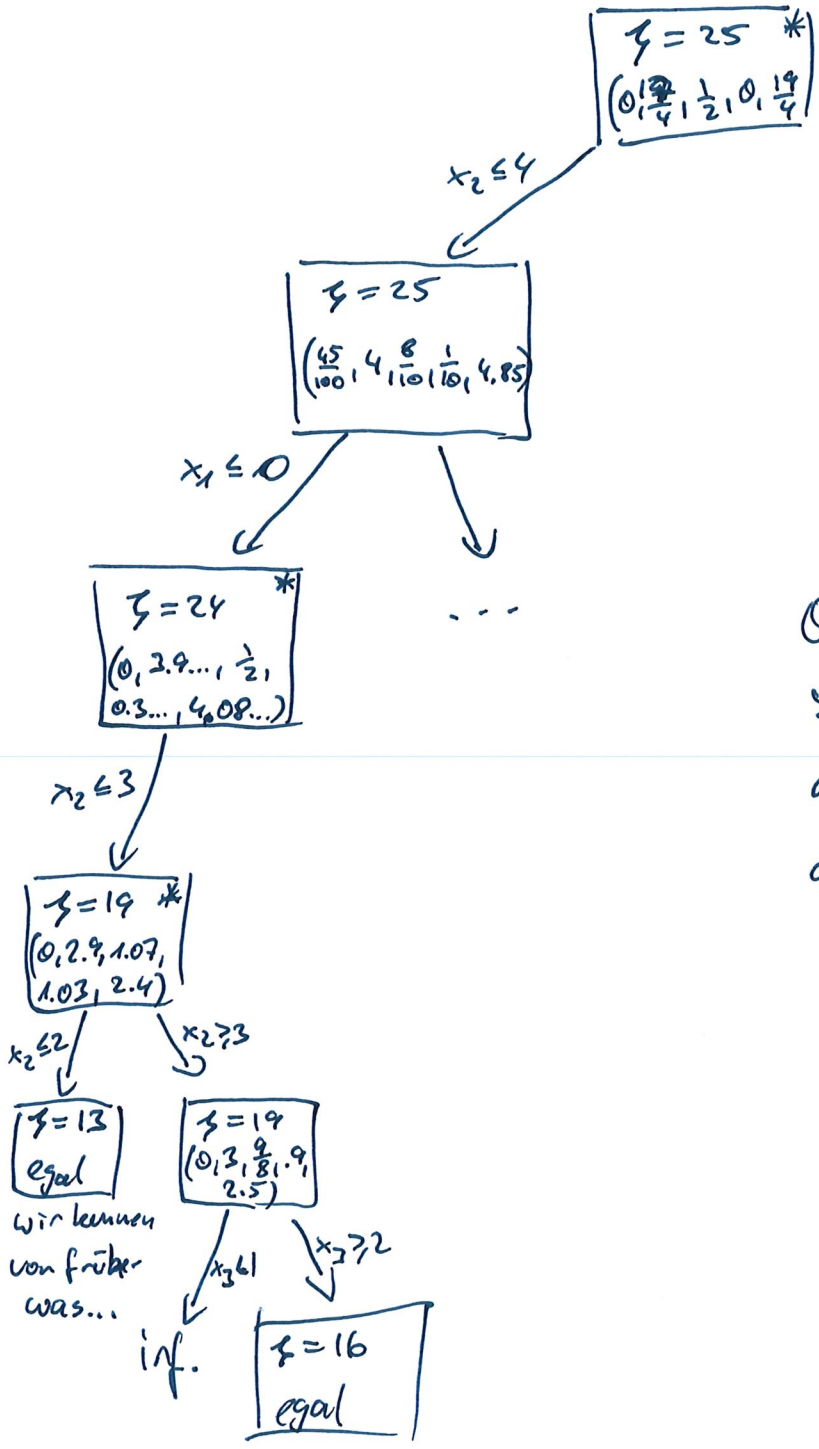 ζ = 25 *
(0, 19/4, 1/2, 0, 19/4)
x₂ ≤ 4
ζ = 25
(45/100, 4, 8/10, 1/10, 4.85)
x₁ ≤ 0
...
ζ = 24 *
(0, 3.9..., 1/2,
0.3..., 4.08...)
x₂ ≤ 3
ζ = 19 *
(0, 2.9, 1.07,
1.03, 2.4)
x₂ ≤ 2
x₂ ≥ 3
ζ = 13
egal
wir kennen
von früher
was...
ζ = 19
(0, 3, 9/8, .9,
2.5)
x₃ ≤ 1
x₃ ≥ 2
inf.
ζ = 16
egal